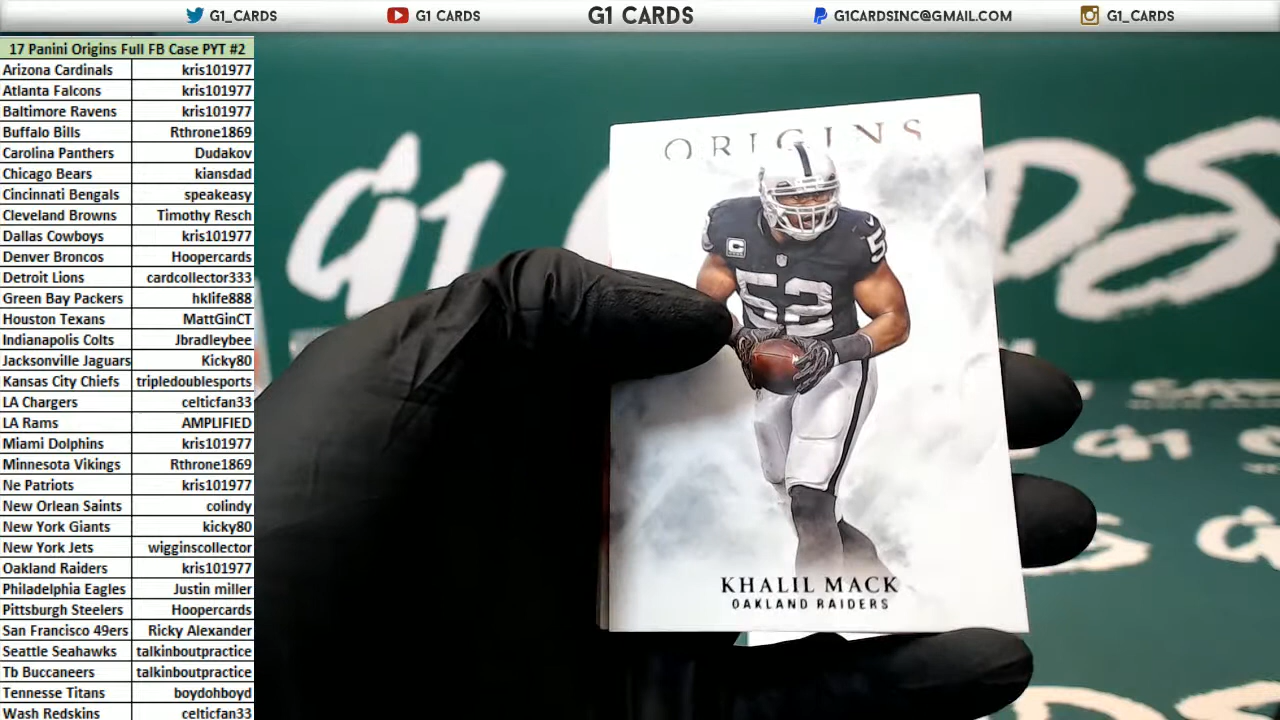 G1_CARDS G1 CARDS G1 CARDS G1CARDSINC@GMAIL.COM G1_CARDS
17 Panini Origins Full FB Case PYT #2
Arizona Cardinals kris101977
Atlanta Falcons kris101977
Baltimore Ravens kris101977
Buffalo Bills Rthrone1869
Carolina Panthers Dudakov
Chicago Bears kiansdad
Cincinnati Bengals speakeasy
Cleveland Browns Timothy Resch
Dallas Cowboys kris101977
Denver Broncos Hoopercards
Detroit Lions cardcollector333
Green Bay Packers hklife888
Houston Texans MattGinCT
Indianapolis Colts Jbradleybee
Jacksonville Jaguars Kicky80
Kansas City Chiefs tripledoublesports
LA Chargers celticfan33
LA Rams AMPLIFIED
Miami Dolphins kris101977
Minnesota Vikings Rthrone1869
Ne Patriots kris101977
New Orlean Saints colindy
New York Giants kicky80
New York Jets wigginscollector
Oakland Raiders kris101977
Philadelphia Eagles Justin miller
Pittsburgh Steelers Hoopercards
San Francisco 49ers Ricky Alexander
Seattle Seahawks talkinboutpractice
Tb Buccaneers talkinboutpractice
Tennesse Titans boydohboyd
Wash Redskins celticfan33
ORIGINS
C
52
52
KHALIL MACK
OAKLAND RAIDERS
G1